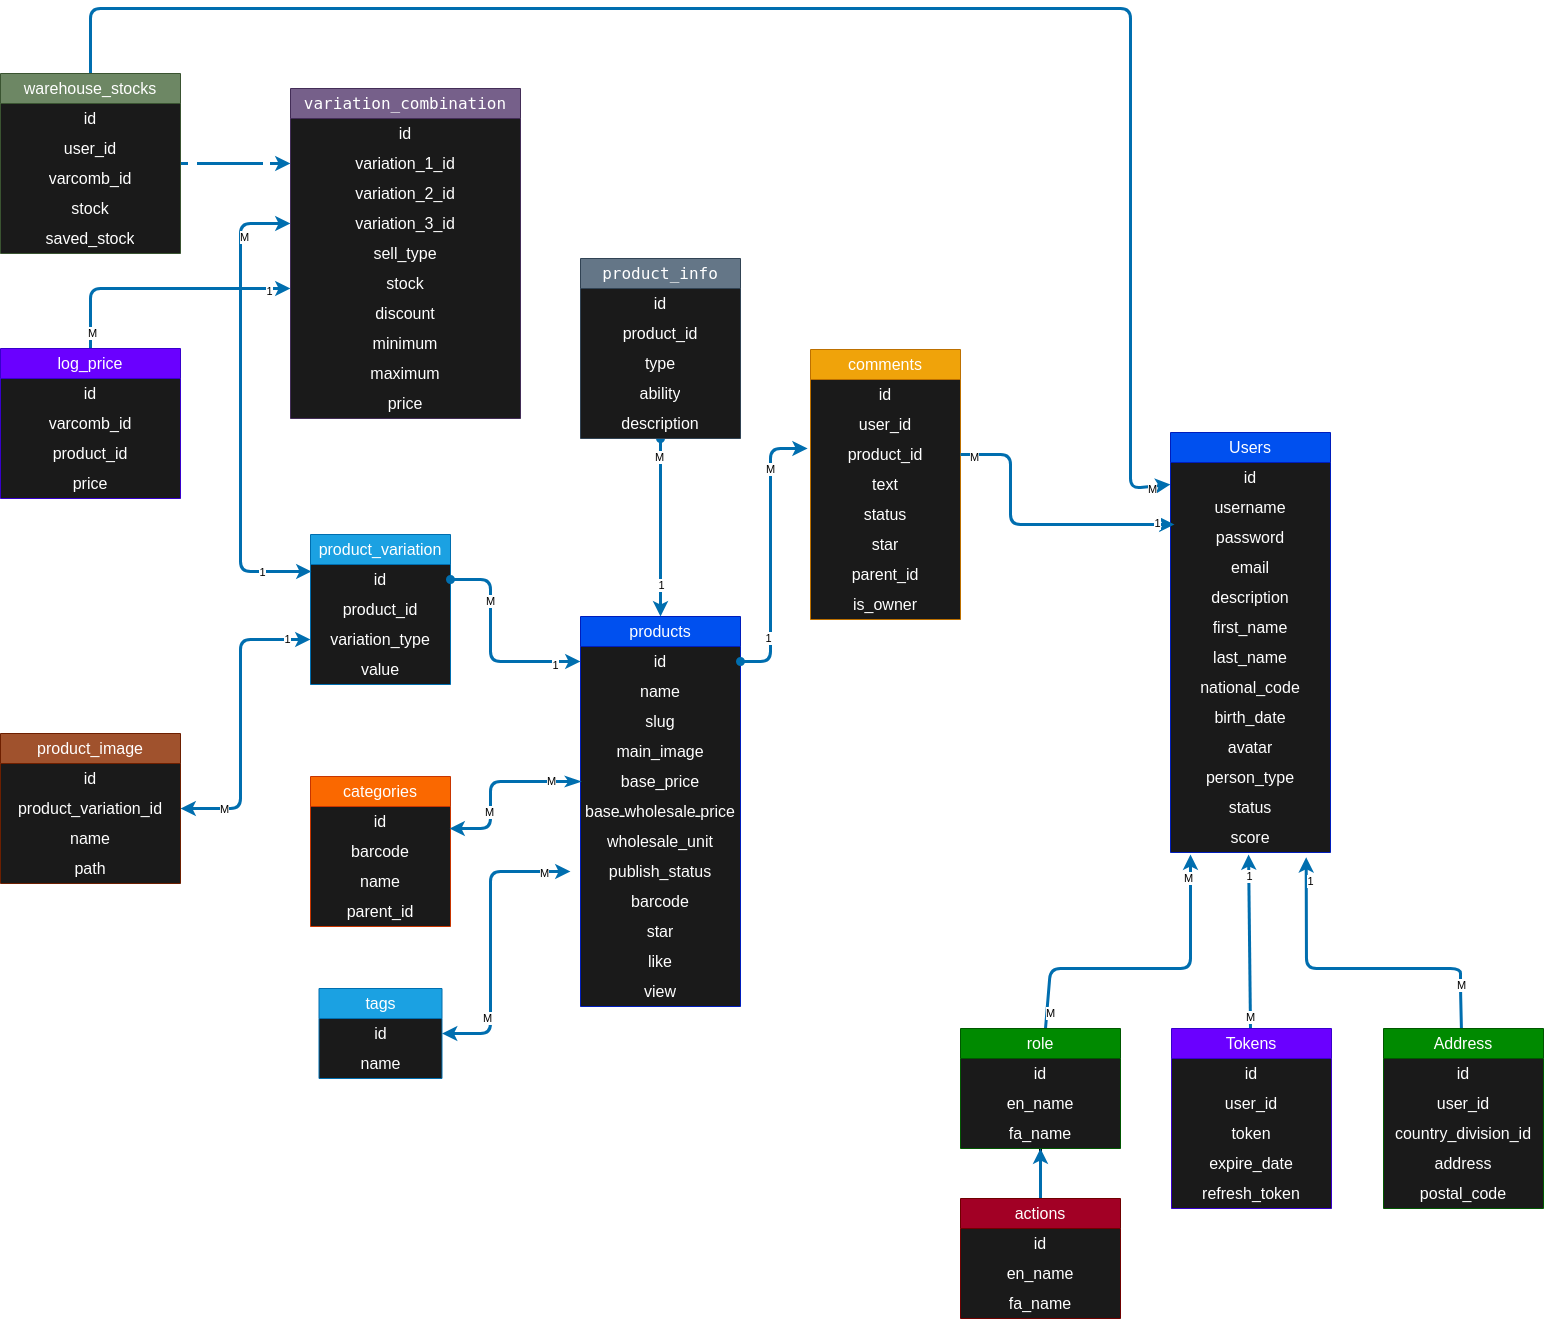 warehouse_stocks
id
user_id
varcomb_id
stock
saved_stock
variation_combination
id
variation_1_id
variation_2_id
variation_3_id
sell_type
stock
discount
minimum
maximum
price
M
1
M
log_price
id
varcomb_id
product_id
price
product_info
id
product_id
type
ability
description
M
1
comments
id
user_id
product_id
text
status
star
parent_id
is_owner
M
1
M
1
M
Users
id
username
password
email
description
first_name
last_name
national_code
birth_date
avatar
person_type
status
score
product_variation
id
product_id
variation_type
value
1
1
M
1
M
product_image
id
product_variation_id
name
path
products
id
name
slug
main_image
base_price
base_wholesale_price
wholesale_unit
publish_status
barcode
star
like
view
categories
id
barcode
name
parent_id
M
M
M
M
tags
id
name
M
1
1
M
M
M
role
id
en_name
fa_name
Tokens
id
user_id
token
expire_date
refresh_token
Address
id
user_id
country_division_id
address
postal_code
actions
id
en_name
fa_name